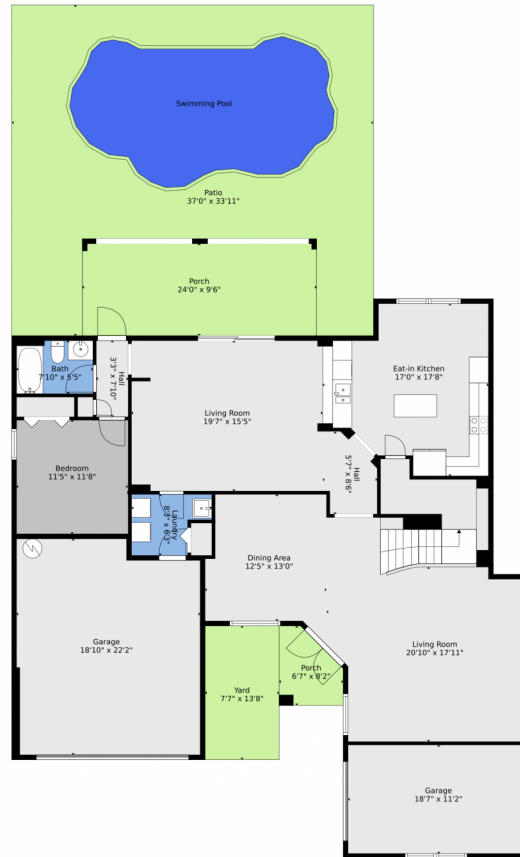 Swimming Pool
Patio
37'0" x 33'11"
Porch
24'0" x 9'6"
Bath
7'10" x 5'5"
Hall
3'3" x 7'10"
Eat-in Kitchen
17'0" x 17'8"
Living Room
19'7" x 15'5"
Hall
5'7" x 8'6"
Bedroom
11'5" x 11'8"
Laundry
8'3" x 6'3"
Dining Area
12'5" x 13'0"
Garage
18'10" x 22'2"
Living Room
20'10" x 17'11"
Porch
6'7" x 8'2"
Yard
7'7" x 13'8"
Garage
18'7" x 11'2"